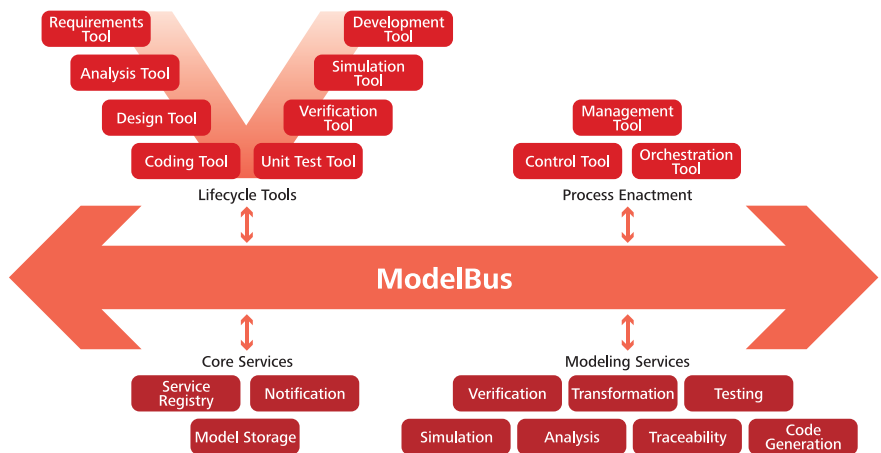 Requirements
Tool
Analysis Tool
Design Tool
Coding Tool
Development
Tool
Simulation
Tool
Verification
Tool
Unit Test Tool
Lifecycle Tools
Management
Tool
Control Tool
Orchestration
Tool
Process Enactment
ModelBus
Core Services
Service
Registry
Notification
Model Storage
Modeling Services
Verification
Transformation
Testing
Simulation
Analysis
Traceability
Code
Generation